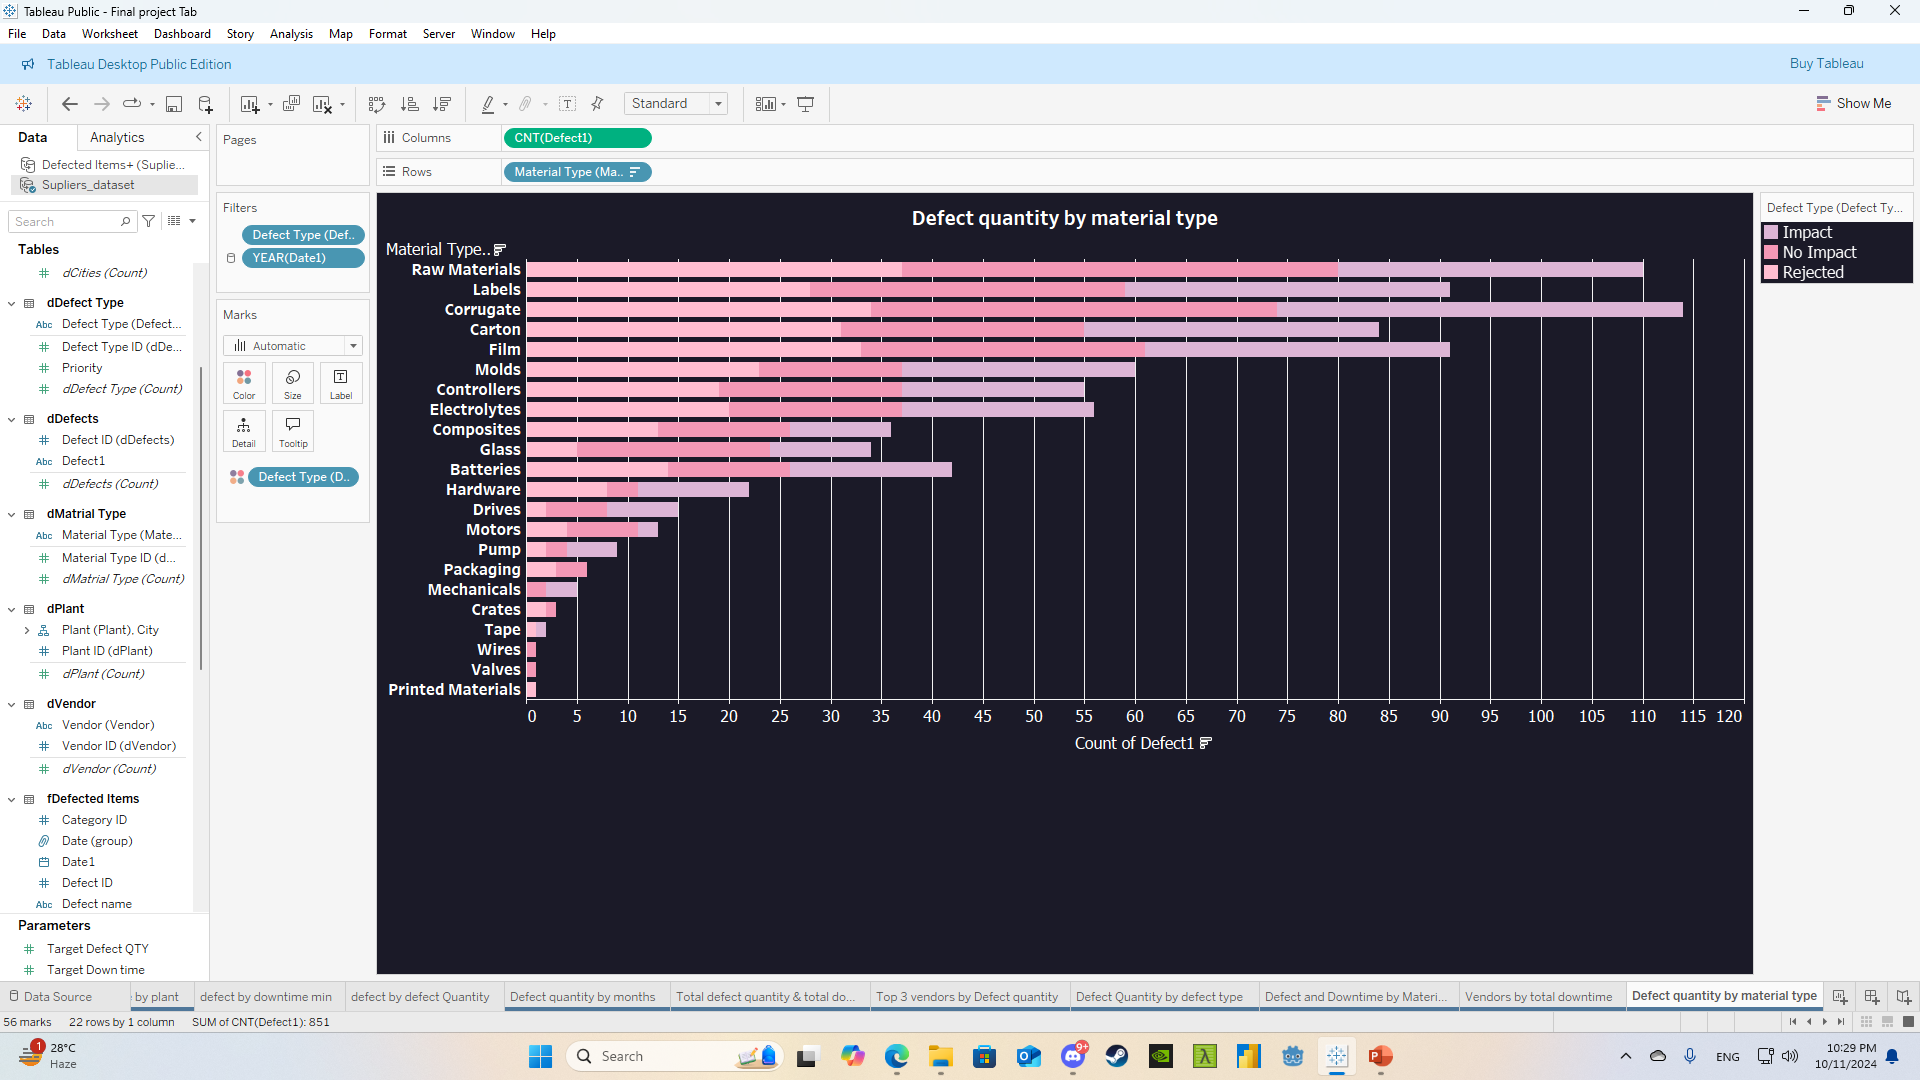 Tableau Public - Final project Tab
File Data Worksheet Dashboard Story Analysis Map Format Server Window Help
Tableau Desktop Public Edition
Buy Tableau
Standard
Show Me
Data Analytics
Defected Items+ (Suplie...
Supliers_dataset
Search
Tables
dCities (Count)
dDefect Type
Abc Defect Type (Defect...
Defect Type ID (dDe...
Priority
dDefect Type (Count)
dDefects
Defect ID (dDefects)
Abc Defect1
dDefects (Count)
dMatrial Type
Abc Material Type (Mate...
Material Type ID (d...
dMatrial Type (Count)
dPlant
Plant (Plant), City
Plant ID (dPlant)
dPlant (Count)
dVendor
Abc Vendor (Vendor)
Vendor ID (dVendor)
dVendor (Count)
fDefected Items
Category ID
Date (group)
Date1
Defect ID
Abc Defect name
Parameters
Target Defect QTY
Target Down time
Pages
Filters
Defect Type (Def..
YEAR(Date1)
Marks
Automatic
Color Size Label
Detail Tooltip
Defect Type (D..
Columns CNT(Defect1)
Rows Material Type (Ma..
Defect quantity by material type
Material Type..
Raw Materials
Labels
Corrugate
Carton
Film
Molds
Controllers
Electrolytes
Composites
Glass
Batteries
Hardware
Drives
Motors
Pump
Packaging
Mechanicals
Crates
Tape
Wires
Valves
Printed Materials
0 5 10 15 20 25 30 35 40 45 50 55 60 65 70 75 80 85 90 95 100 105 110 115 120
Count of Defect1
Defect Type (Defect Ty...
Impact
No Impact
Rejected
Data Source by plant defect by downtime min defect by defect Quantity Defect quantity by months Total defect quantity & total do... Top 3 vendors by Defect quantity Defect Quantity by defect type Defect and Downtime by Materi... Vendors by total downtime Defect quantity by material type
56 marks 22 rows by 1 column SUM of CNT(Defect1): 851
1
28°C
Haze
Search
9+
ENG
10:29 PM
10/11/2024